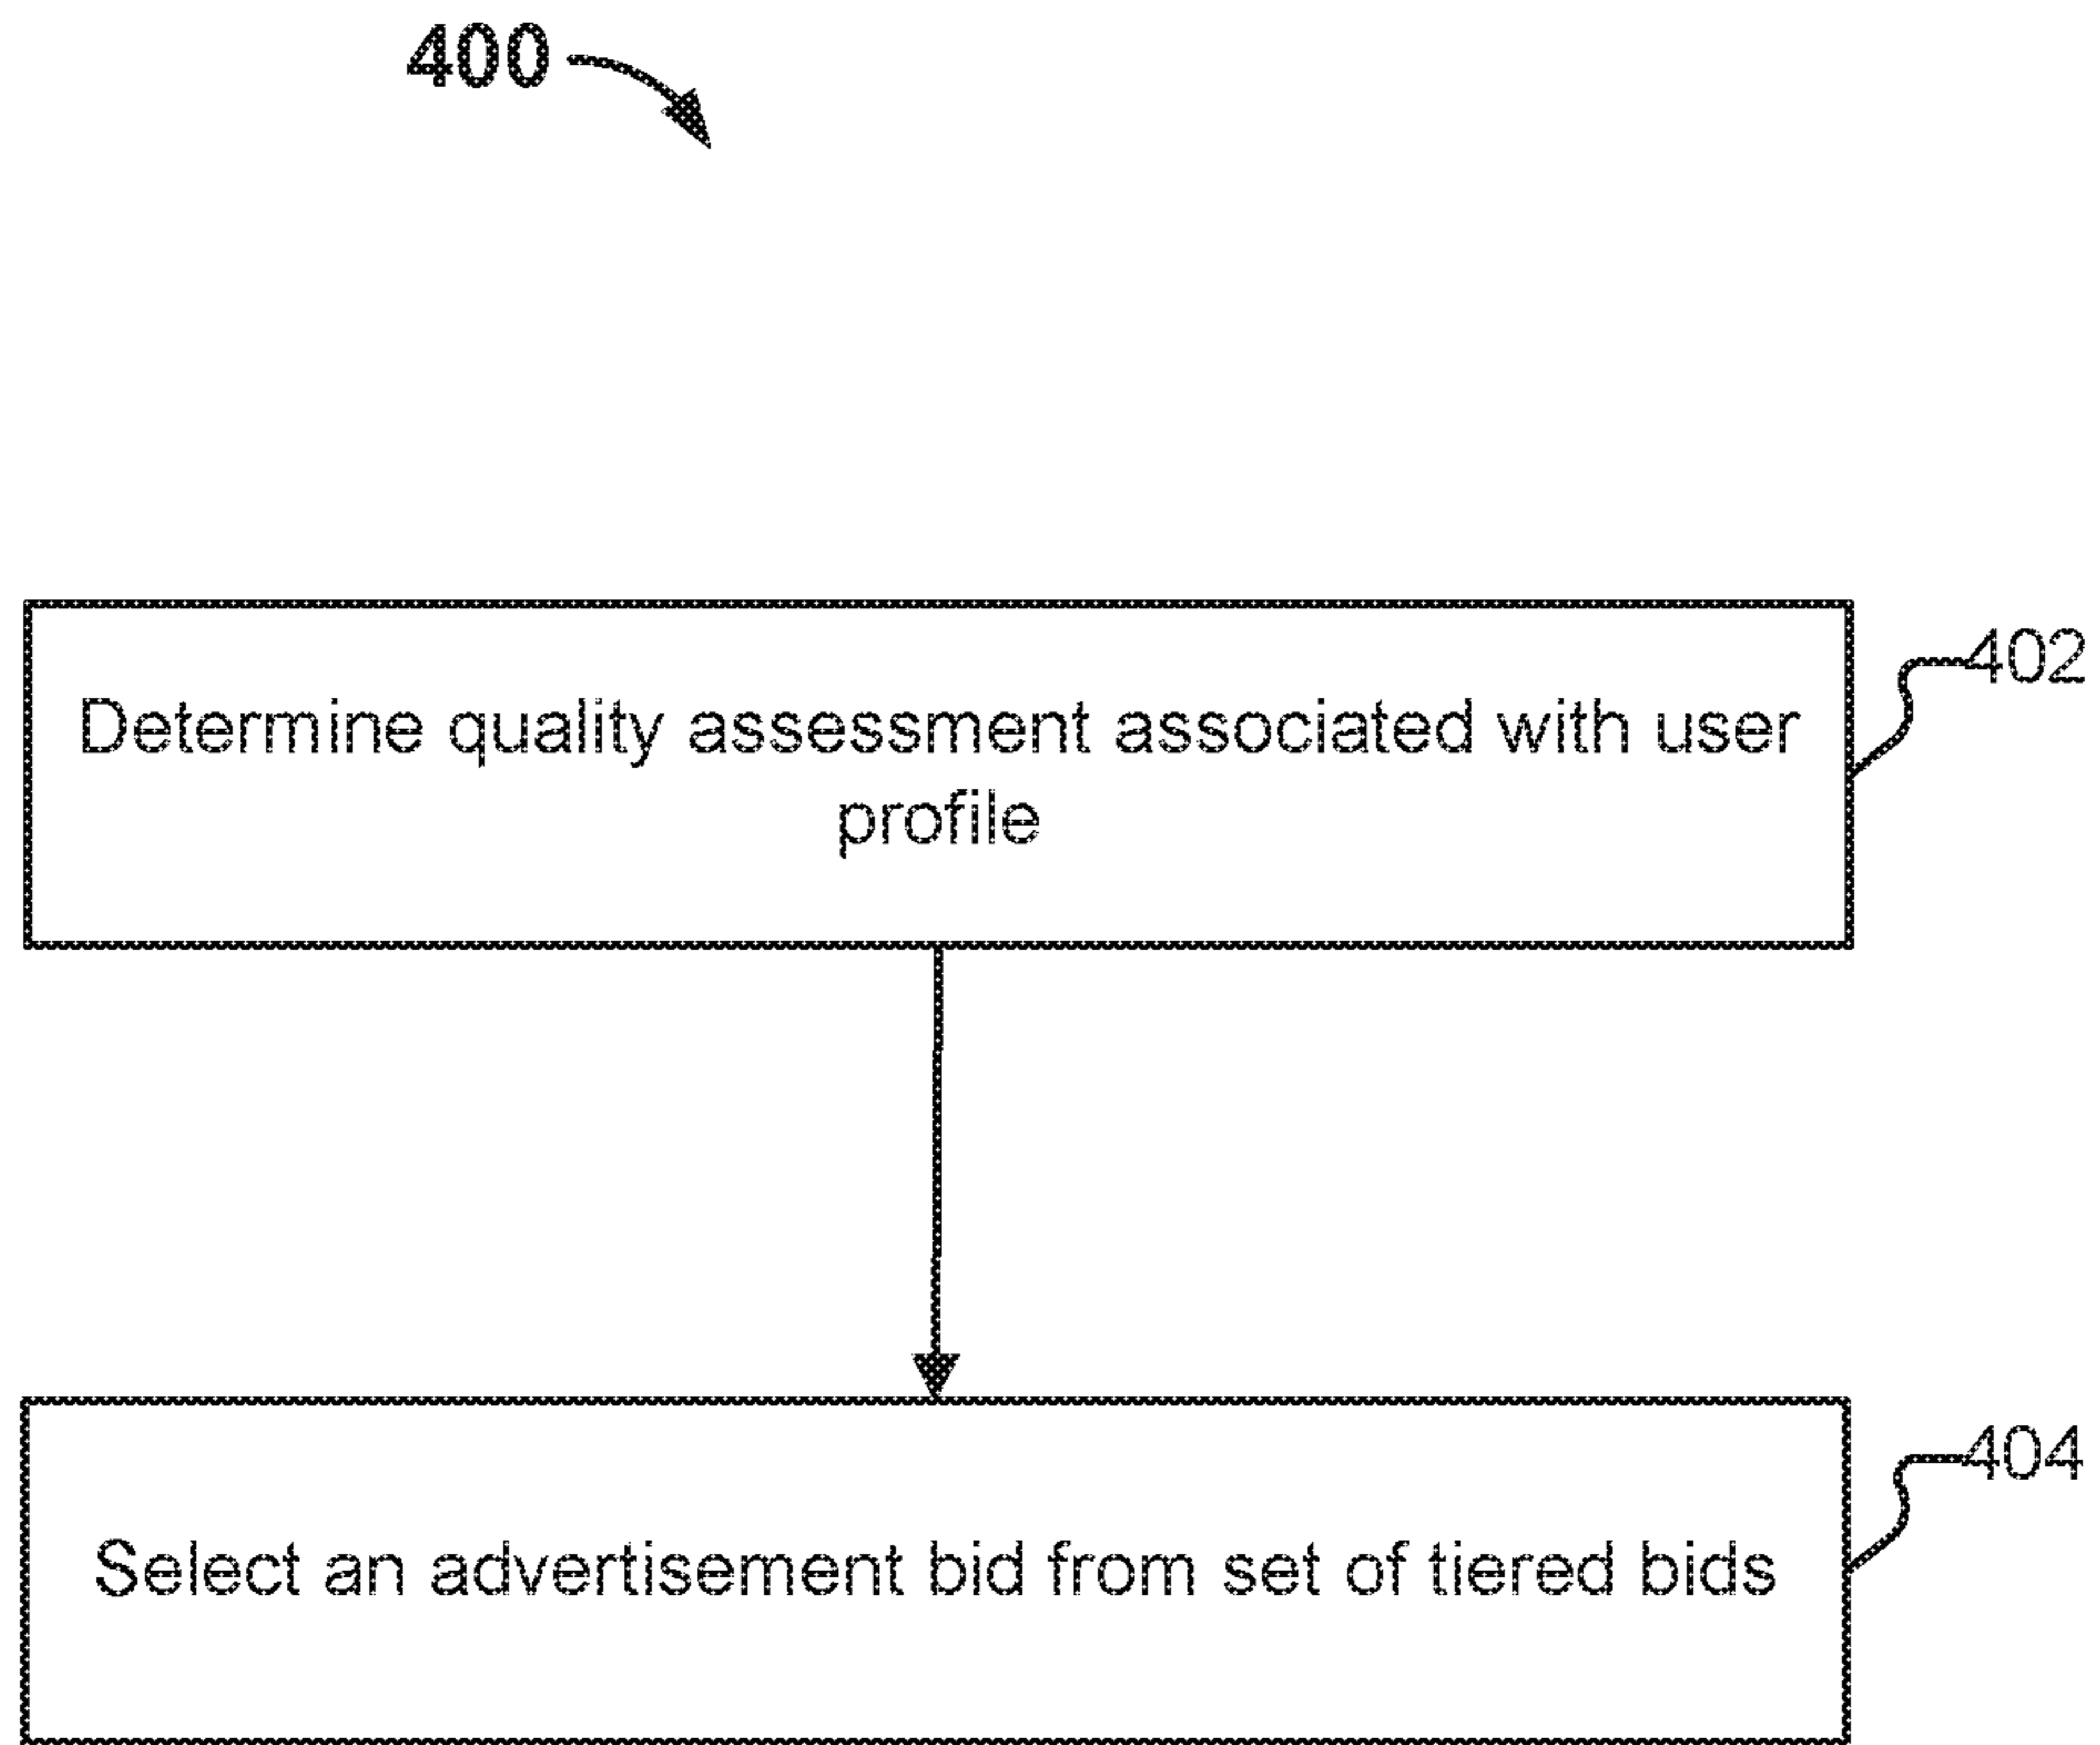 400
402
Determine quality assessment associated with user
profile
404
Select an advertisement bid from set of tiered bids